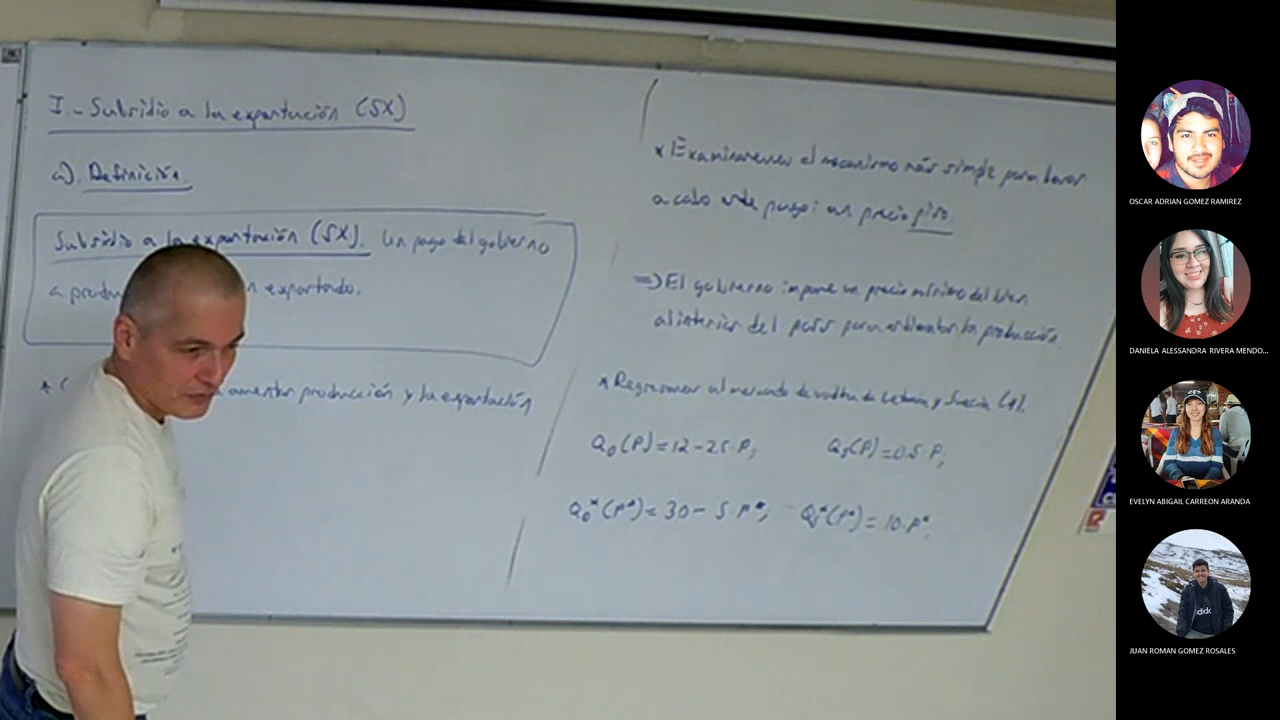 I.- Subsidio a la exportación (SX)
a). Definición.
Subsidio a la exportación (SX). Un pago del gobierno
a produ n exportado.
* ( aumentar producción y la exportación
* Examinaremos el mecanismo más simple para llevar
a cabo este pago: un precio piso.
=> El gobierno impone un precio mínimo del bien
al interior del país para estimular la producción.
* Regresamos al mercado de vodka de Letonia y Suecia (*).
Q_D(P) = 12 - 2.5·P; Q_S(P) = 0.5·P;
Q_D*(P*) = 30 - 5·P*; Q_S*(P*) = 10·P*.
OSCAR ADRIAN GOMEZ RAMIREZ
DANIELA ALESSANDRA RIVERA MENDO...
EVELYN ABIGAIL CARREON ARANDA
JUAN ROMAN GOMEZ ROSALES